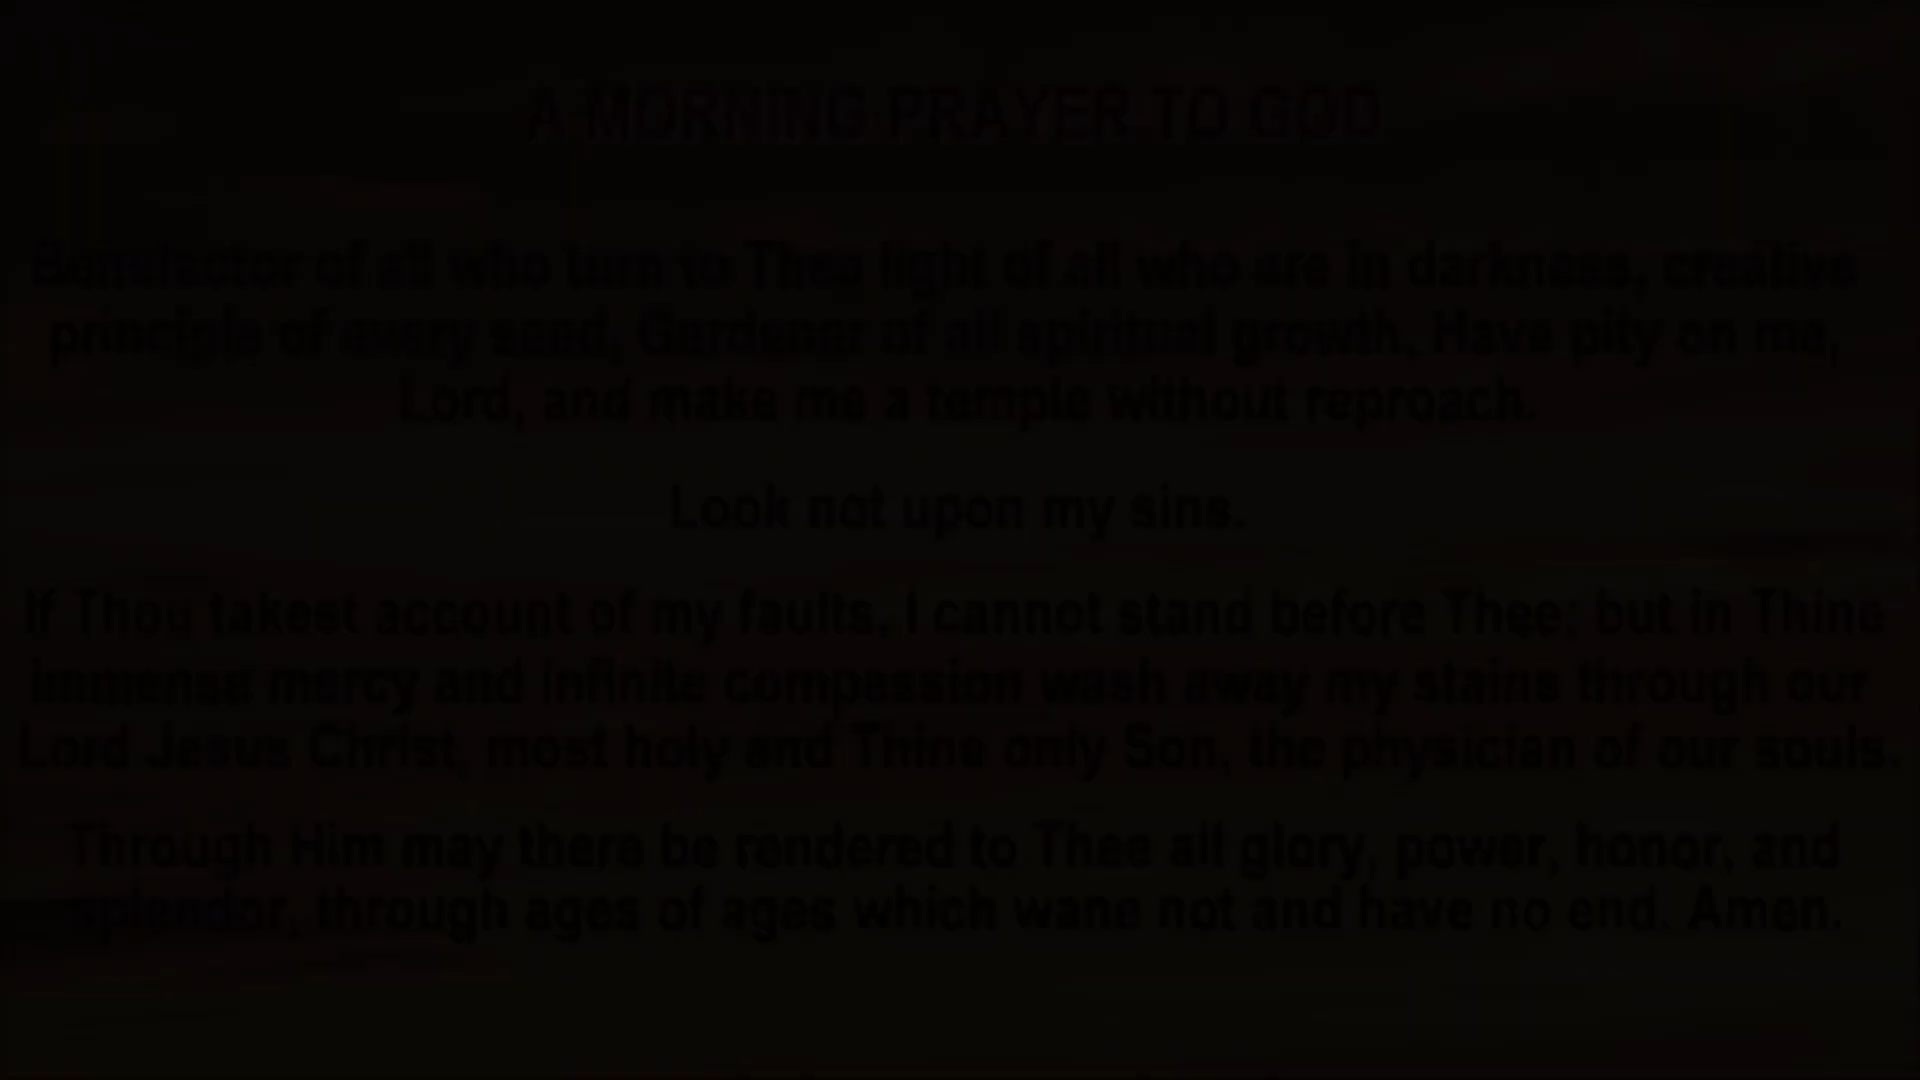 A MORNING PRAYER TO GOD
Benefactor of all who turn to Thee light of all who are in darkness, creative
principle of every seed, Gardener of all spiritual growth, Have pity on me,
Lord, and make me a temple without reproach.
Look not upon my sins.
If Thou takest account of my faults, I cannot stand before Thee; but in Thine
immense mercy and infinite compassion wash away my stains through our
Lord Jesus Christ, most holy and Thine only Son, the physician of our souls.
Through Him may there be rendered to Thee all glory, power, honor, and
splendor, through ages of ages which wane not and have no end. Amen.